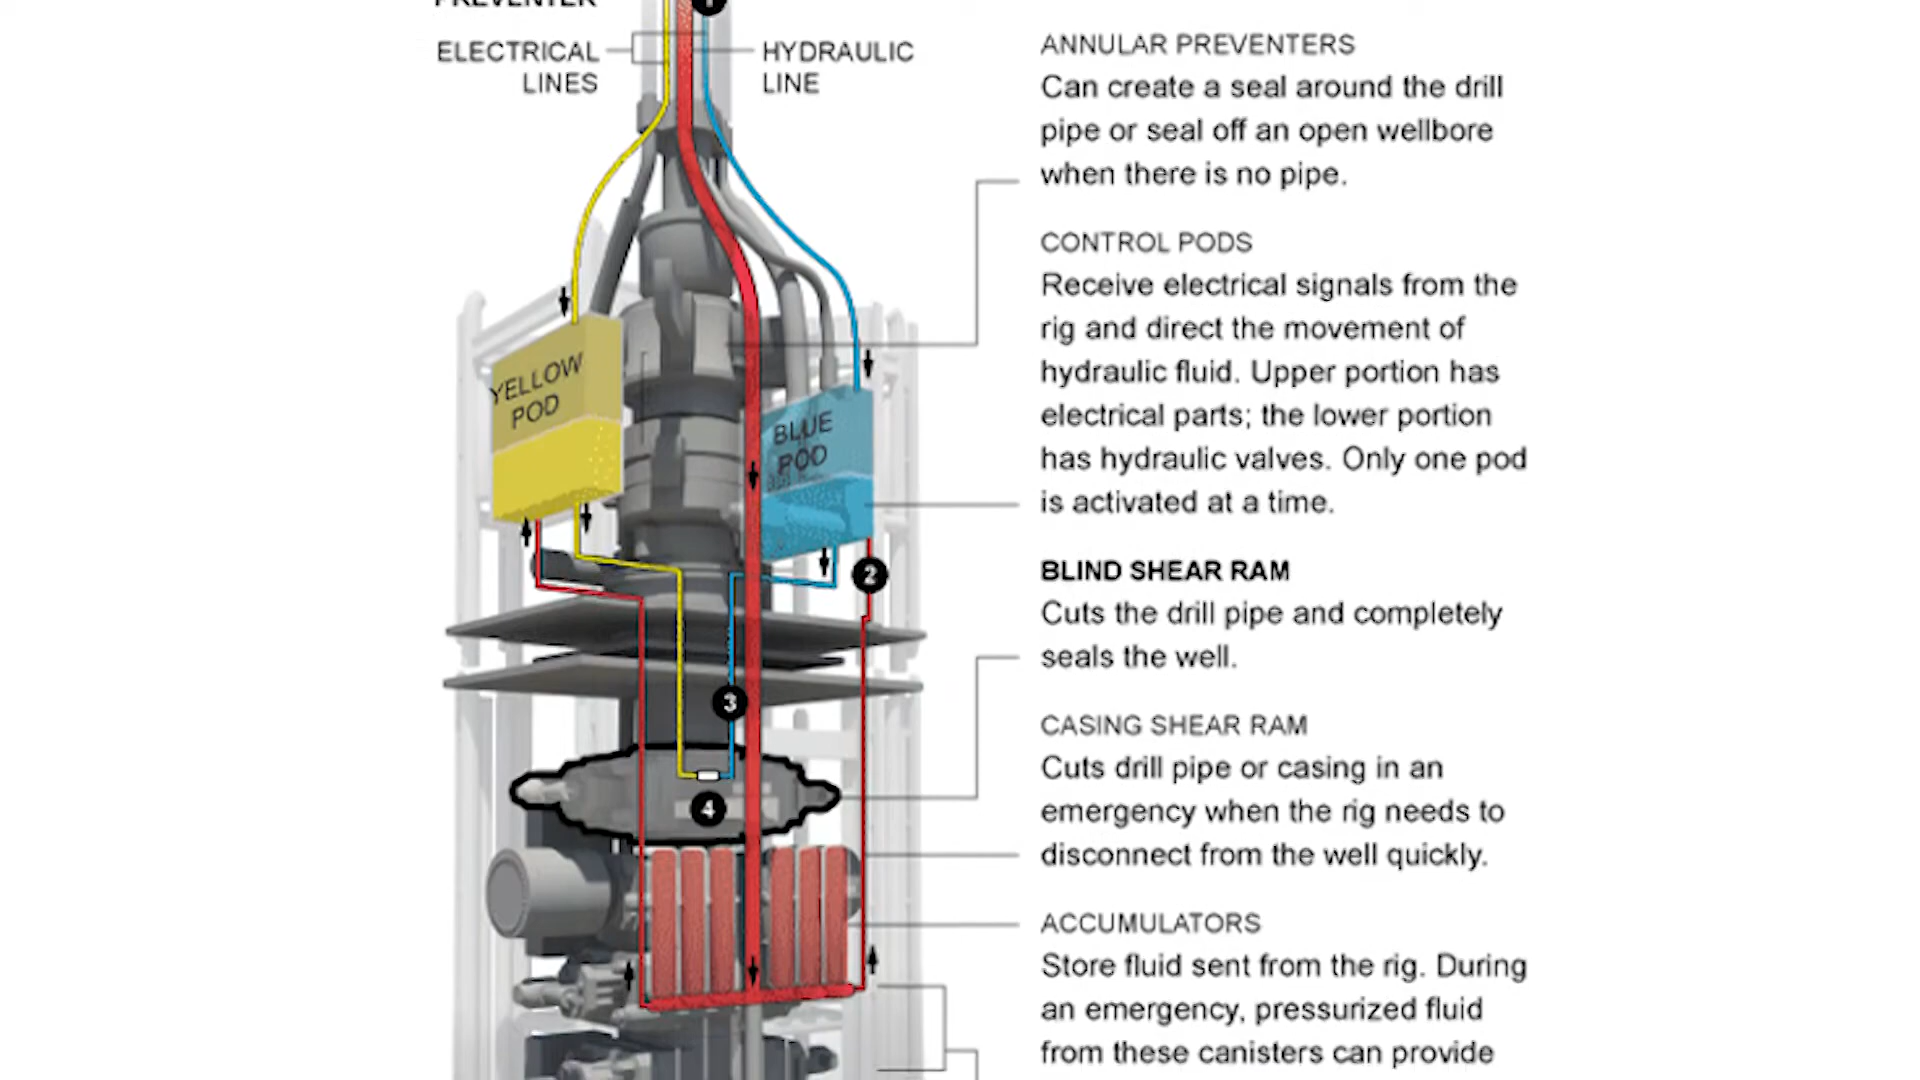 PREVENTER
1
ELECTRICAL
LINES
HYDRAULIC
LINE
YELLOW
POD
BLUE
POD
2
3
4
ANNULAR PREVENTERS
Can create a seal around the drill
pipe or seal off an open wellbore
when there is no pipe.
CONTROL PODS
Receive electrical signals from the
rig and direct the movement of
hydraulic fluid. Upper portion has
electrical parts; the lower portion
has hydraulic valves. Only one pod
is activated at a time.
BLIND SHEAR RAM
Cuts the drill pipe and completely
seals the well.
CASING SHEAR RAM
Cuts drill pipe or casing in an
emergency when the rig needs to
disconnect from the well quickly.
ACCUMULATORS
Store fluid sent from the rig. During
an emergency, pressurized fluid
from these canisters can provide